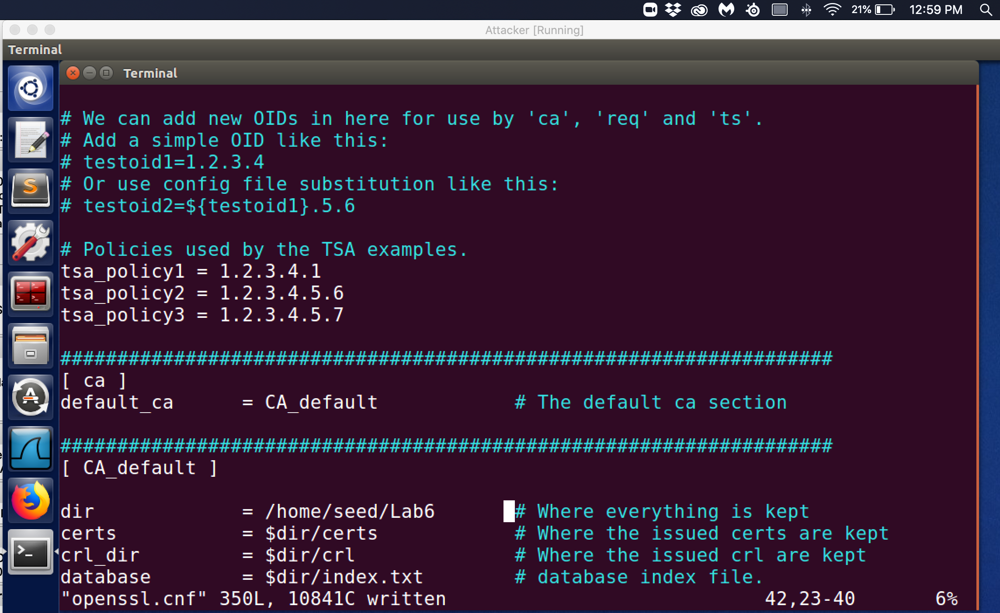 21% 12:59 PM
Attacker [Running]
Terminal
Terminal
# We can add new OIDs in here for use by 'ca', 'req' and 'ts'.
# Add a simple OID like this:
# testoid1=1.2.3.4
# Or use config file substitution like this:
# testoid2=${testoid1}.5.6
# Policies used by the TSA examples.
tsa_policy1 = 1.2.3.4.1
tsa_policy2 = 1.2.3.4.5.6
tsa_policy3 = 1.2.3.4.5.7
####################################################################
[ ca ]
default_ca      = CA_default            # The default ca section
####################################################################
[ CA_default ]
dir             = /home/seed/Lab6       # Where everything is kept
certs           = $dir/certs            # Where the issued certs are kept
crl_dir         = $dir/crl              # Where the issued crl are kept
database        = $dir/index.txt        # database index file.
"openssl.cnf" 350L, 10841C written 42,23-40 6%